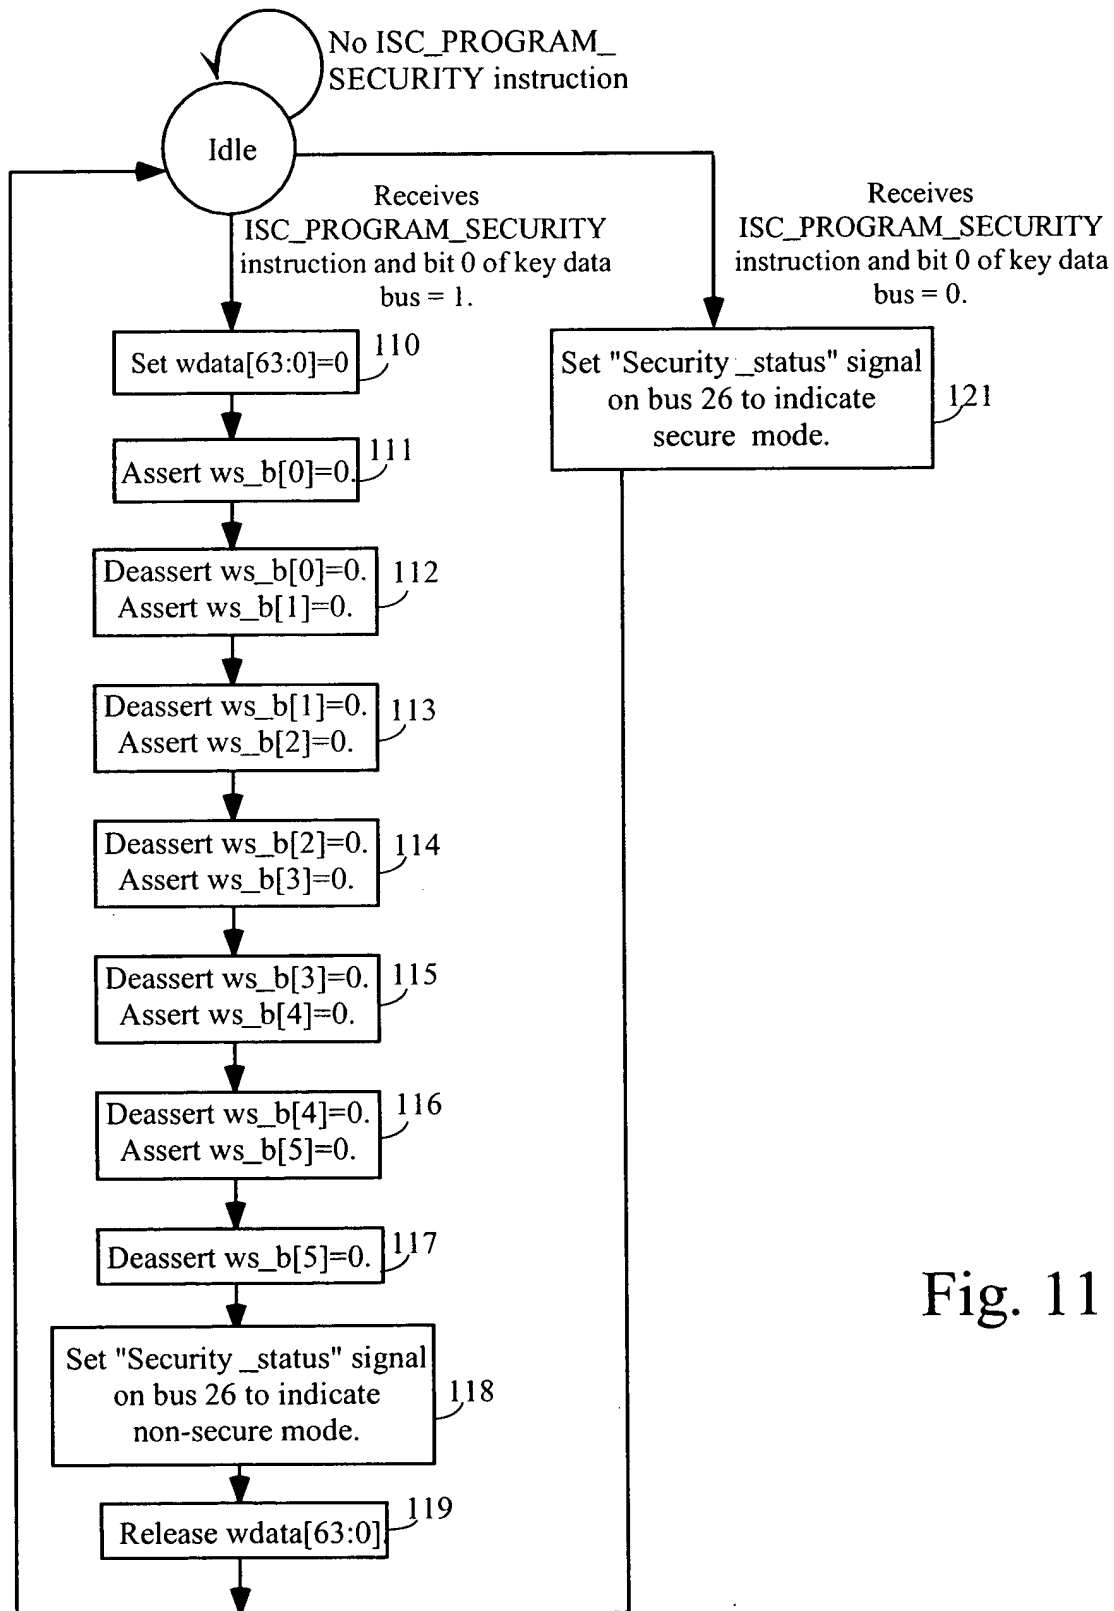 No ISC_PROGRAM_
SECURITY instruction
Idle
Receives
ISC_PROGRAM_SECURITY
instruction and bit 0 of key data
bus = 1.
Receives
ISC_PROGRAM_SECURITY
instruction and bit 0 of key data
bus = 0.
Set wdata[63:0]=0
110
Set "Security _status" signal
on bus 26 to indicate
secure mode.
121
Assert ws_b[0]=0.
111
Deassert ws_b[0]=0.
Assert ws_b[1]=0.
112
Deassert ws_b[1]=0.
Assert ws_b[2]=0.
113
Deassert ws_b[2]=0.
Assert ws_b[3]=0.
114
Deassert ws_b[3]=0.
Assert ws_b[4]=0.
115
Deassert ws_b[4]=0.
Assert ws_b[5]=0.
116
Deassert ws_b[5]=0.
117
Set "Security _status" signal
on bus 26 to indicate
non-secure mode.
118
Release wdata[63:0]
119
Fig. 11